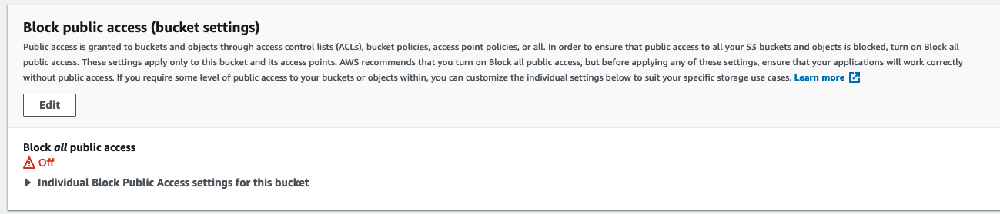 Block public access (bucket settings)
Public access is granted to buckets and objects through access control lists (ACLs), bucket policies, access point policies, or all. In order to ensure that public access to all your S3 buckets and objects is blocked, turn on Block all
public access. These settings apply only to this bucket and its access points. AWS recommends that you turn on Block all public access, but before applying any of these settings, ensure that your applications will work correctly
without public access. If you require some level of public access to your buckets or objects within, you can customize the individual settings below to suit your specific storage use cases. Learn more
Edit
Block all public access
Off
Individual Block Public Access settings for this bucket